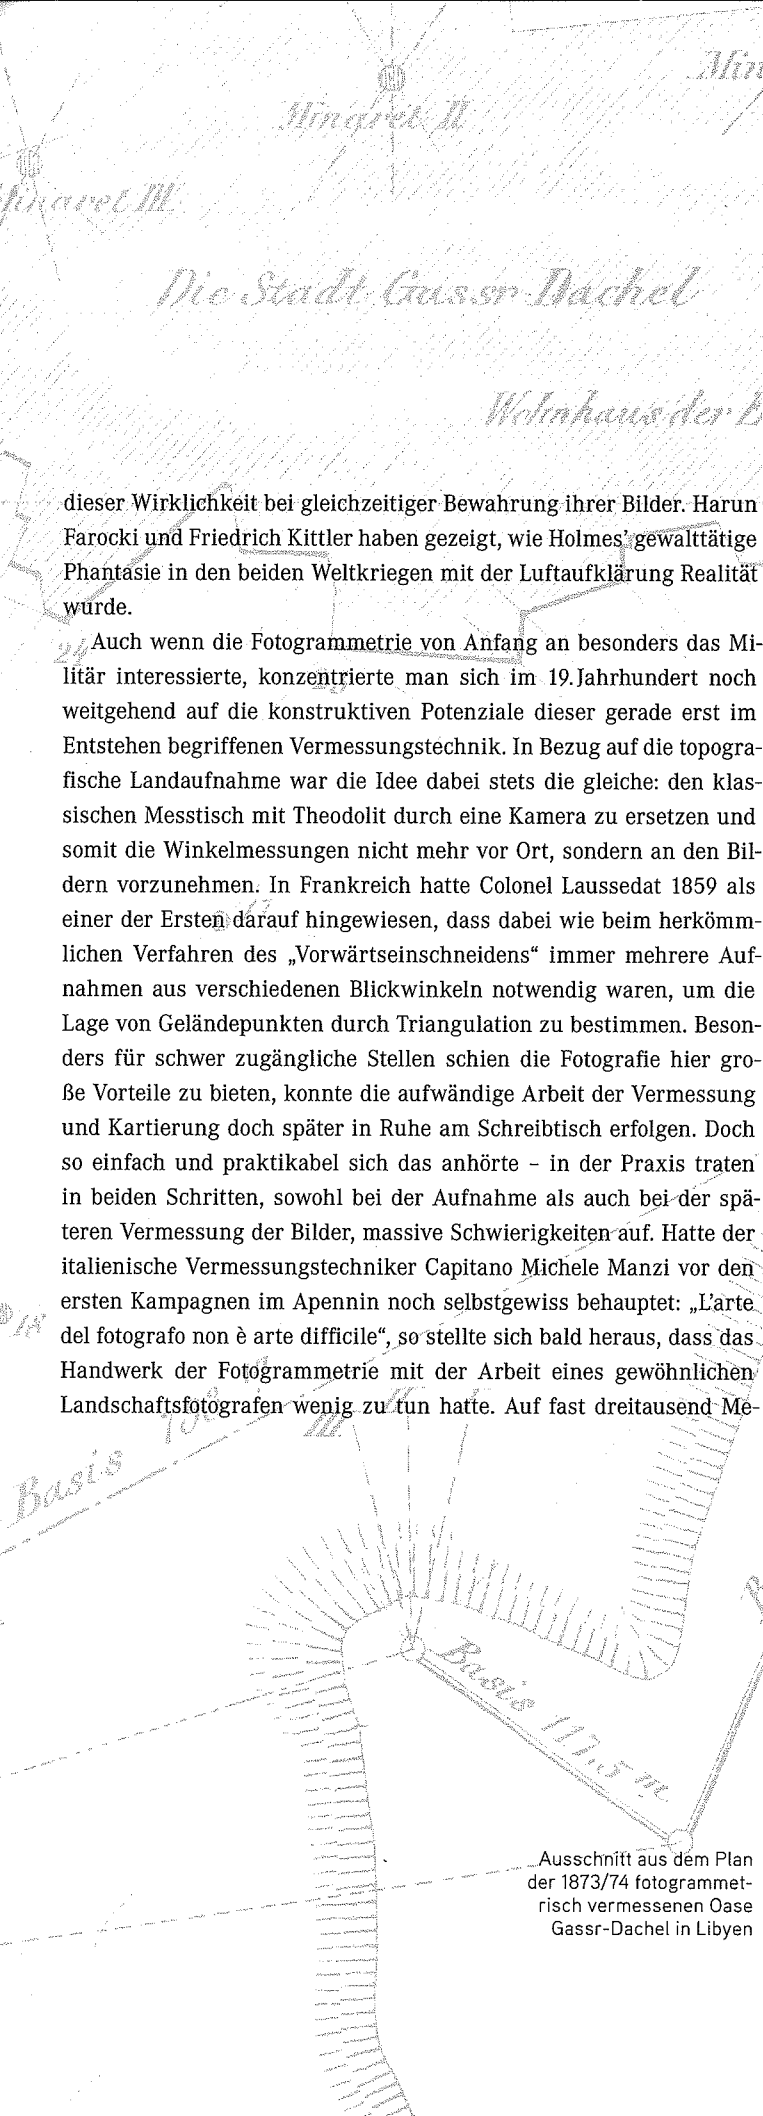 Min
Minaret II
Minaret III
Die Stadt Gassr Dachel
Wohnhaus der
dieser Wirklichkeit bei gleichzeitiger Bewahrung ihrer Bilder. Harun
Farocki und Friedrich Kittler haben gezeigt, wie Holmes’ gewalttätige
Phantasie in den beiden Weltkriegen mit der Luftaufklärung Realität
wurde.
24
Auch wenn die Fotogrammetrie von Anfang an besonders das Mi-
litär interessierte, konzentrierte man sich im 19. Jahrhundert noch
weitgehend auf die konstruktiven Potenziale dieser gerade erst im
Entstehen begriffenen Vermessungstechnik. In Bezug auf die topogra-
fische Landaufnahme war die Idee dabei stets die gleiche: den klas-
sischen Messtisch mit Theodolit durch eine Kamera zu ersetzen und
somit die Winkelmessungen nicht mehr vor Ort, sondern an den Bil-
dern vorzunehmen. In Frankreich hatte Colonel Laussedat 1859 als
einer der Ersten darauf hingewiesen, dass dabei wie beim herkömm-
lichen Verfahren des „Vorwärtseinschneidens“ immer mehrere Auf-
nahmen aus verschiedenen Blickwinkeln notwendig waren, um die
Lage von Geländepunkten durch Triangulation zu bestimmen. Beson-
ders für schwer zugängliche Stellen schien die Fotografie hier gro-
ße Vorteile zu bieten, konnte die aufwändige Arbeit der Vermessung
und Kartierung doch später in Ruhe am Schreibtisch erfolgen. Doch
so einfach und praktikabel sich das anhörte – in der Praxis traten
in beiden Schritten, sowohl bei der Aufnahme als auch bei der spä-
teren Vermessung der Bilder, massive Schwierigkeiten auf. Hatte der
italienische Vermessungstechniker Capitano Michele Manzi vor den
ersten Kampagnen im Apennin noch selbstgewiss behauptet: „L’arte
18
del fotografo non è arte difficile“, so stellte sich bald heraus, dass das
Handwerk der Fotogrammetrie mit der Arbeit eines gewöhnlichen
Landschaftsfotografen wenig zu tun hatte. Auf fast dreitausend Me-
III
Basis
Basis 117,5 m.
Ausschnitt aus dem Plan
der 1873/74 fotogrammet-
risch vermessenen Oase
Gassr-Dachel in Libyen